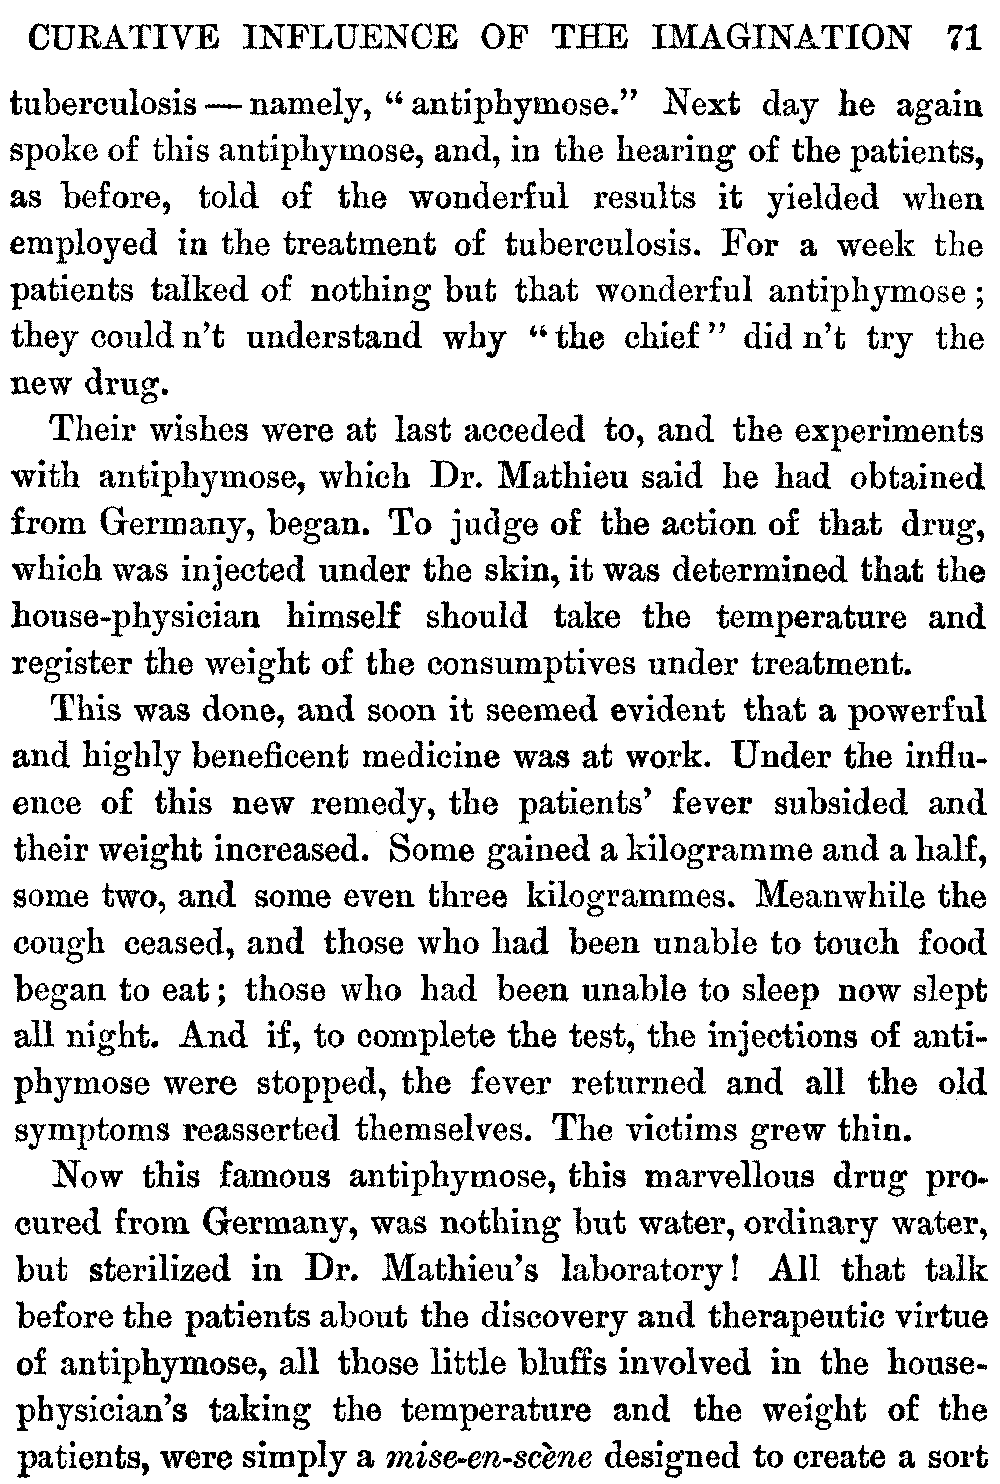 CURATIVE INFLUENCE OF THE IMAGINATION 71
tuberculosis — namely, “ antiphymose.” Next day he again
spoke of this antiphymose, and, in the hearing of the patients,
as before, told of the wonderful results it yielded when
employed in the treatment of tuberculosis. For a week the
patients talked of nothing but that wonderful antiphymose ;
they could n’t understand why “ the chief ” did n’t try the
new drug.
Their wishes were at last acceded to, and the experiments
with antiphymose, which Dr. Mathieu said he had obtained
from Germany, began. To judge of the action of that drug,
which was injected under the skin, it was determined that the
house-physician himself should take the temperature and
register the weight of the consumptives under treatment.
This was done, and soon it seemed evident that a powerful
and highly beneficent medicine was at work. Under the influ-
ence of this new remedy, the patients’ fever subsided and
their weight increased. Some gained a kilogramme and a half,
some two, and some even three kilogrammes. Meanwhile the
cough ceased, and those who had been unable to touch food
began to eat ; those who had been unable to sleep now slept
all night. And if, to complete the test, the injections of anti-
phymose were stopped, the fever returned and all the old
symptoms reasserted themselves. The victims grew thin.
Now this famous antiphymose, this marvellous drug pro-
cured from Germany, was nothing but water, ordinary water,
but sterilized in Dr. Mathieu’s laboratory ! All that talk
before the patients about the discovery and therapeutic virtue
of antiphymose, all those little bluffs involved in the house-
physician’s taking the temperature and the weight of the
patients, were simply a mise-en-scène designed to create a sort